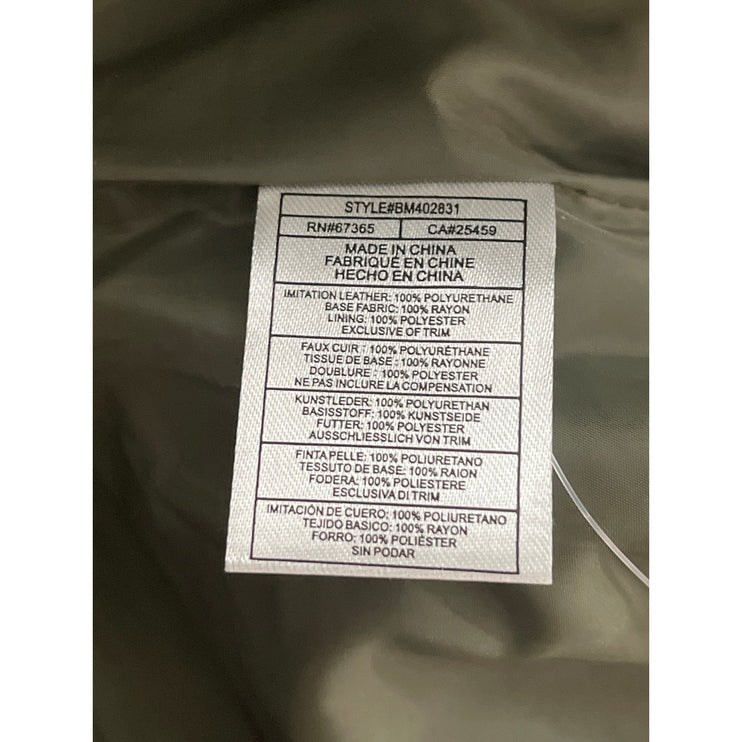 STYLE#BM402831
RN#67365 CA#25459
MADE IN CHINA
FABRIQUÉ EN CHINE
HECHO EN CHINA
IMITATION LEATHER: 100% POLYURETHANE
BASE FABRIC: 100% RAYON
LINING: 100% POLYESTER
EXCLUSIVE OF TRIM
FAUX CUIR : 100% POLYURÉTHANE
TISSUE DE BASE : 100% RAYONNE
DOUBLURE : 100% POLYESTER
NE PAS INCLURE LA COMPENSATION
KUNSTLEDER: 100% POLYURETHAN
BASISSTOFF: 100% KUNSTSEIDE
FUTTER: 100% POLYESTER
AUSSCHLIESSLICH VON TRIM
FINTA PELLE: 100% POLIURETANO
TESSUTO DE BASE: 100% RAION
FODERA: 100% POLIESTERE
ESCLUSIVA DI TRIM
IMITACIÓN DE CUERO: 100% POLIURETANO
TEJIDO BASICO: 100% RAYON
FORRO: 100% POLIÉSTER
SIN PODAR